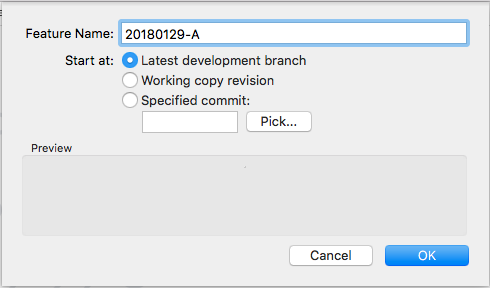 Feature Name: 20180129-A
Start at: Latest development branch
Working copy revision
Specified commit:
Pick...
Preview
Cancel OK